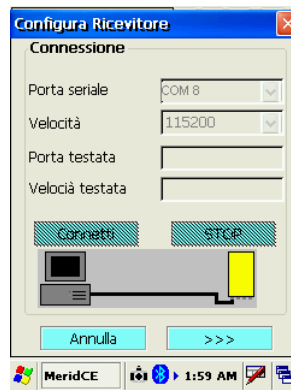 Configura Ricevitore
Connessione
Porta seriale COM 8
Velocità 115200
Porta testata
Velocià testata
Connetti STOP
Annulla >>>
MeridCE 1:59 AM